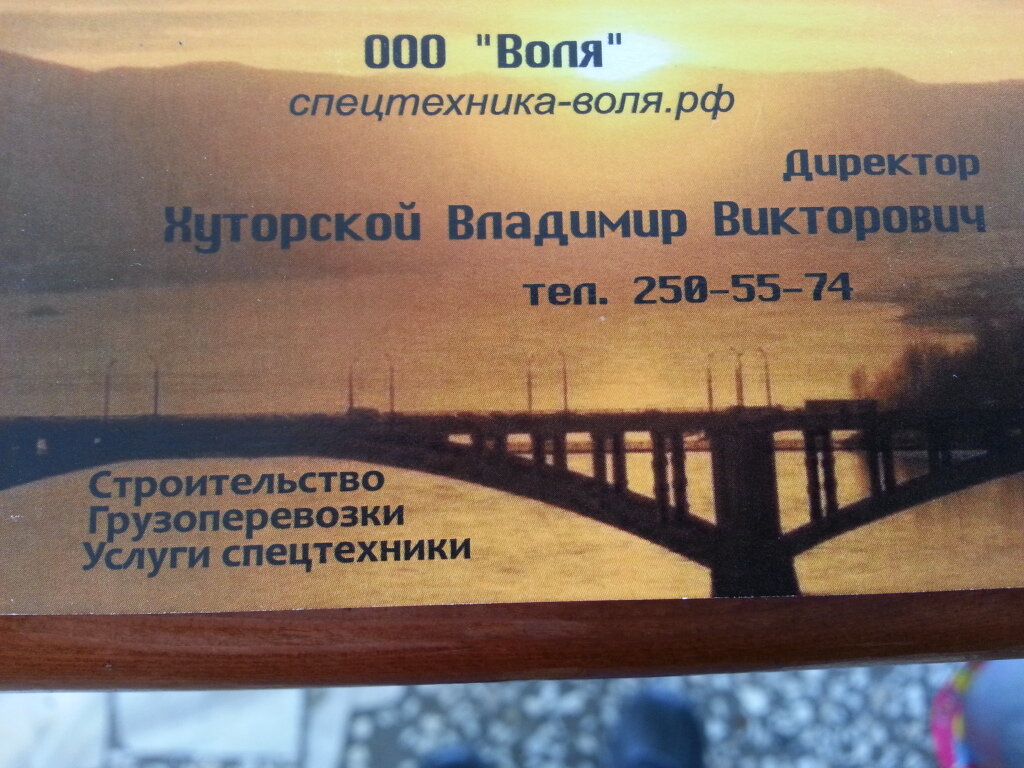 ООО "Воля"
спецтехника-воля.рф
Директор
Хуторской Владимир Викторович
тел. 250-55-74
Строительство
Грузоперевозки
Услуги спецтехники